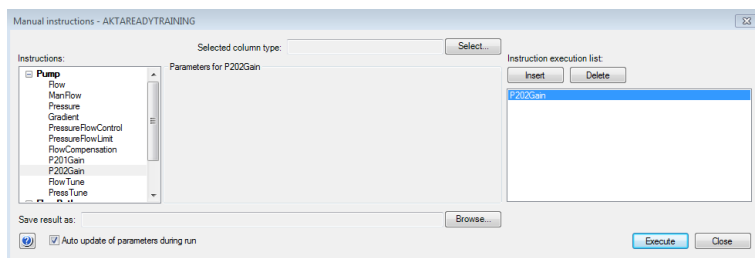 Manual instructions - AKTAREADYTRAINING
Selected column type:
Select...
Instructions:
Parameters for P202Gain
Instruction execution list:
Insert
Delete
Pump
Flow
ManFlow
Pressure
Gradient
PressureFlowControl
PressureFlowLimit
FlowCompensation
P201Gain
P202Gain
FlowTune
PressTune
P202Gain
Save result as:
Browse...
Auto update of parameters during run
Execute
Close